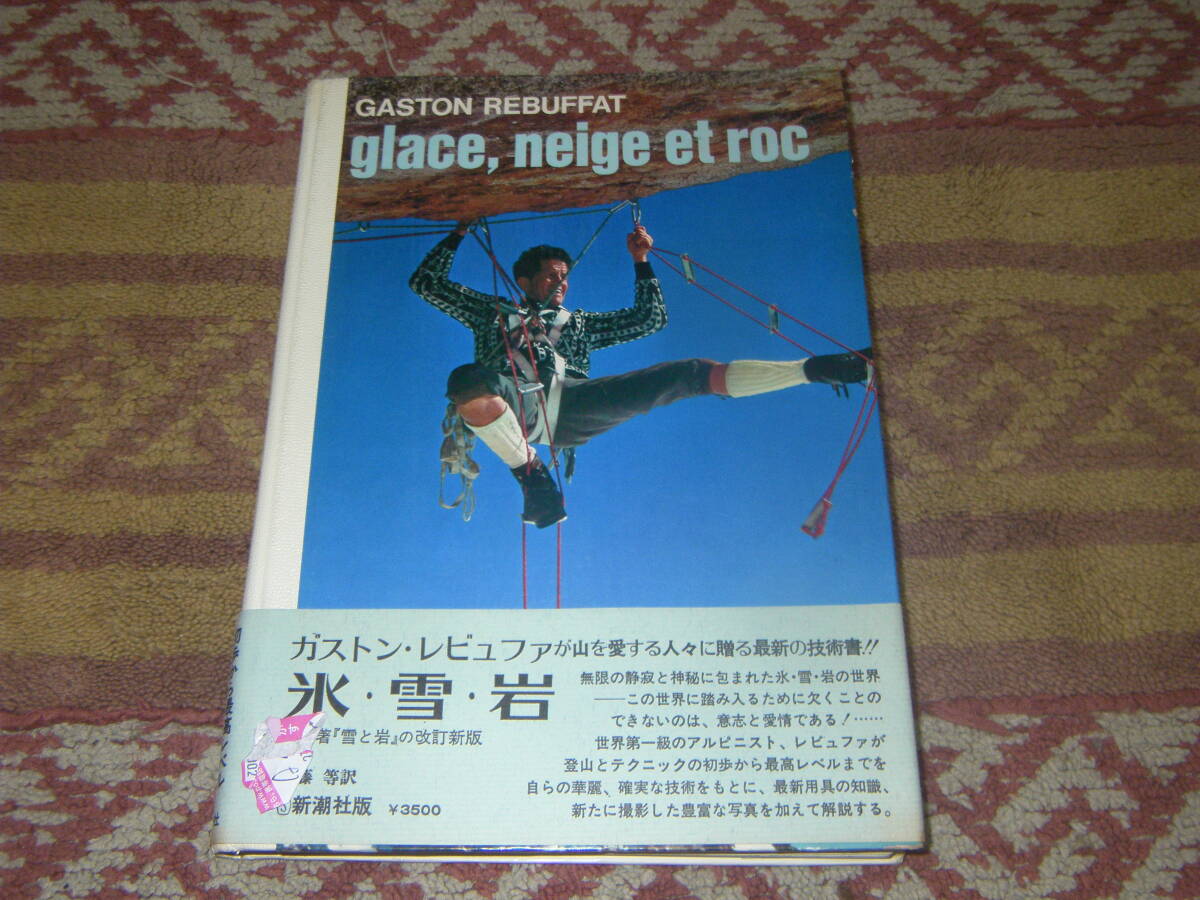 GASTON REBUFFAT
glace, neige et roc
ガストン・レビュファが山を愛する人々に贈る最新の技術書!!
氷・雪・岩
著『雪と岩』の改訂新版
等訳
新潮社版 ¥3500
無限の静寂と神秘に包まれた氷・雪・岩の世界
――この世界に踏み入るために欠くことの
できないのは、意志と愛情である!……
世界第一級のアルピニスト、レビュファが
登山とテクニックの初歩から最高レベルまでを
自らの華麗、確実な技術をもとに、最新用具の知識、
新たに撮影した豊富な写真を加えて解説する。